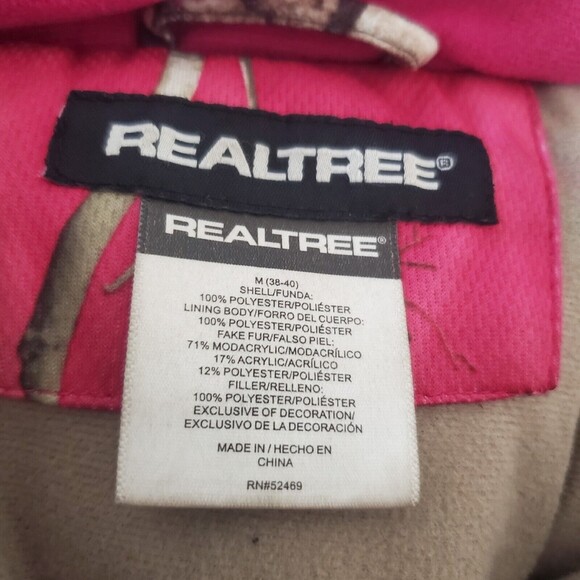 REALTREE®
REALTREE®
M (38-40)
SHELL/FUNDA:
100% POLYESTER/POLIÉSTER
LINING BODY/FORRO DEL CUERPO:
100% POLYESTER/POLIÉSTER
FAKE FUR/FALSO PIEL:
71% MODACRYLIC/MODACRÍLICO
17% ACRYLIC/ACRÍLICO
12% POLYESTER/POLIÉSTER
FILLER/RELLENO:
100% POLYESTER/POLIÉSTER
EXCLUSIVE OF DECORATION/
EXCLUSIVO DE LA DECORACIÓN
MADE IN / HECHO EN
CHINA
RN#52469